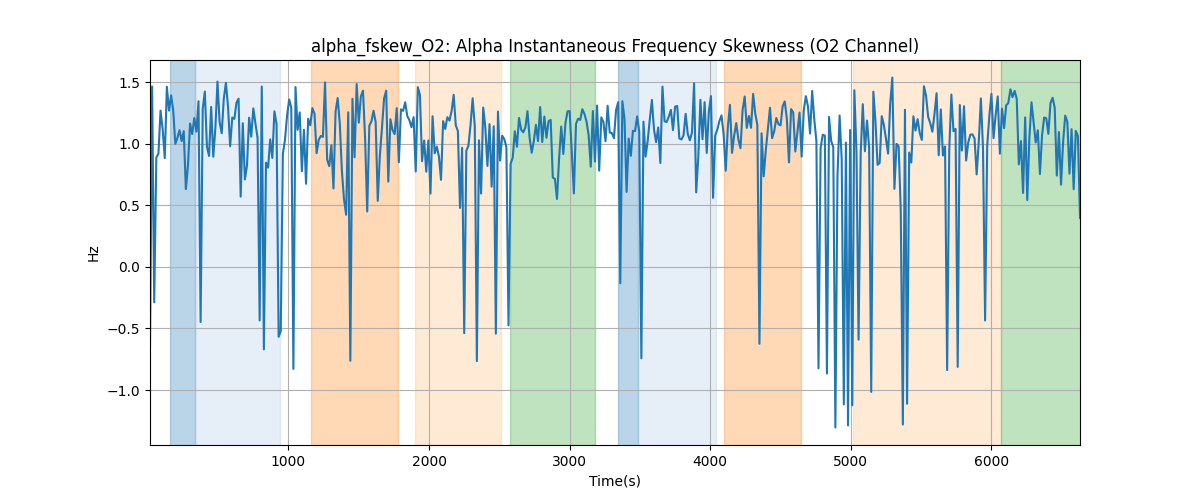 alpha_fskew_O2: Alpha Instantaneous Frequency Skewness (O2 Channel)
Hz
1.5
1.0
0.5
0.0
−0.5
−1.0
1000 2000 3000 4000 5000 6000
Time(s)